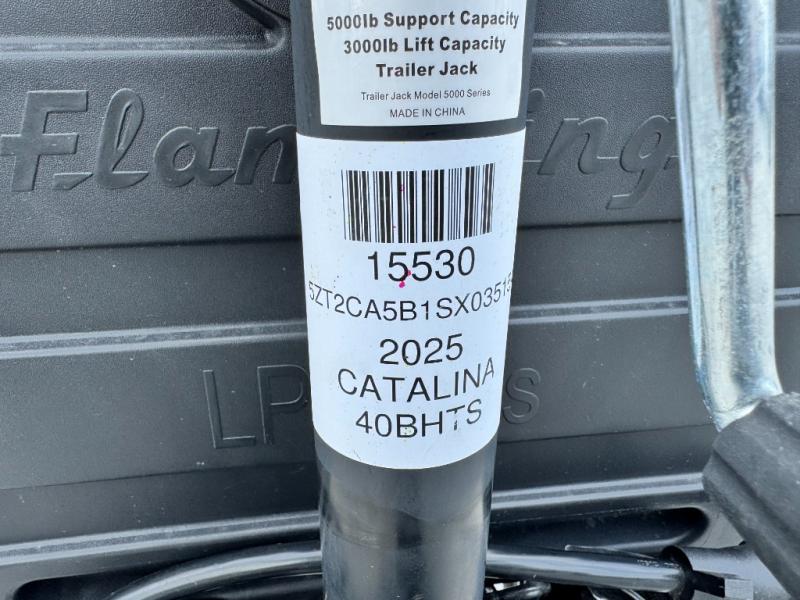 5000lb Support Capacity
3000lb Lift Capacity
Trailer Jack
Trailer Jack Model 5000 Series
MADE IN CHINA
15530
2025
CATALINA
40BHTS